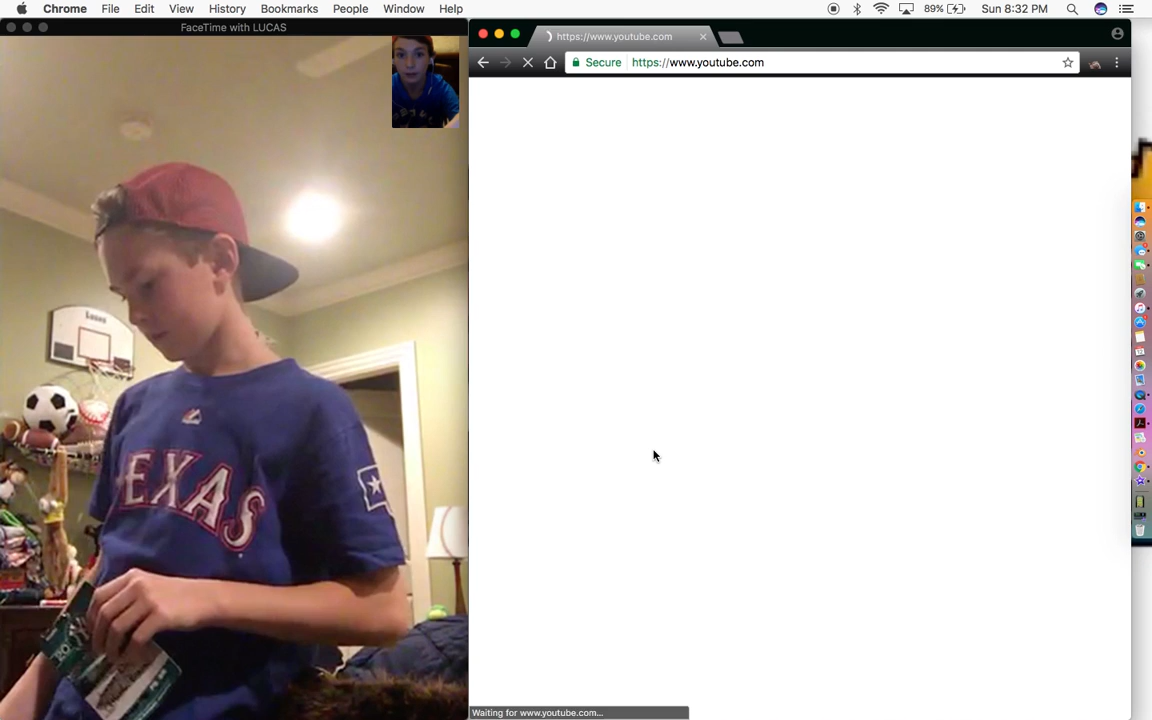 Chrome File Edit View History Bookmarks People Window Help 89% Sun 8:32 PM
FaceTime with LUCAS
https://www.youtube.com
Secure https://www.youtube.com
Lucas
TEXAS
Waiting for www.youtube.com...